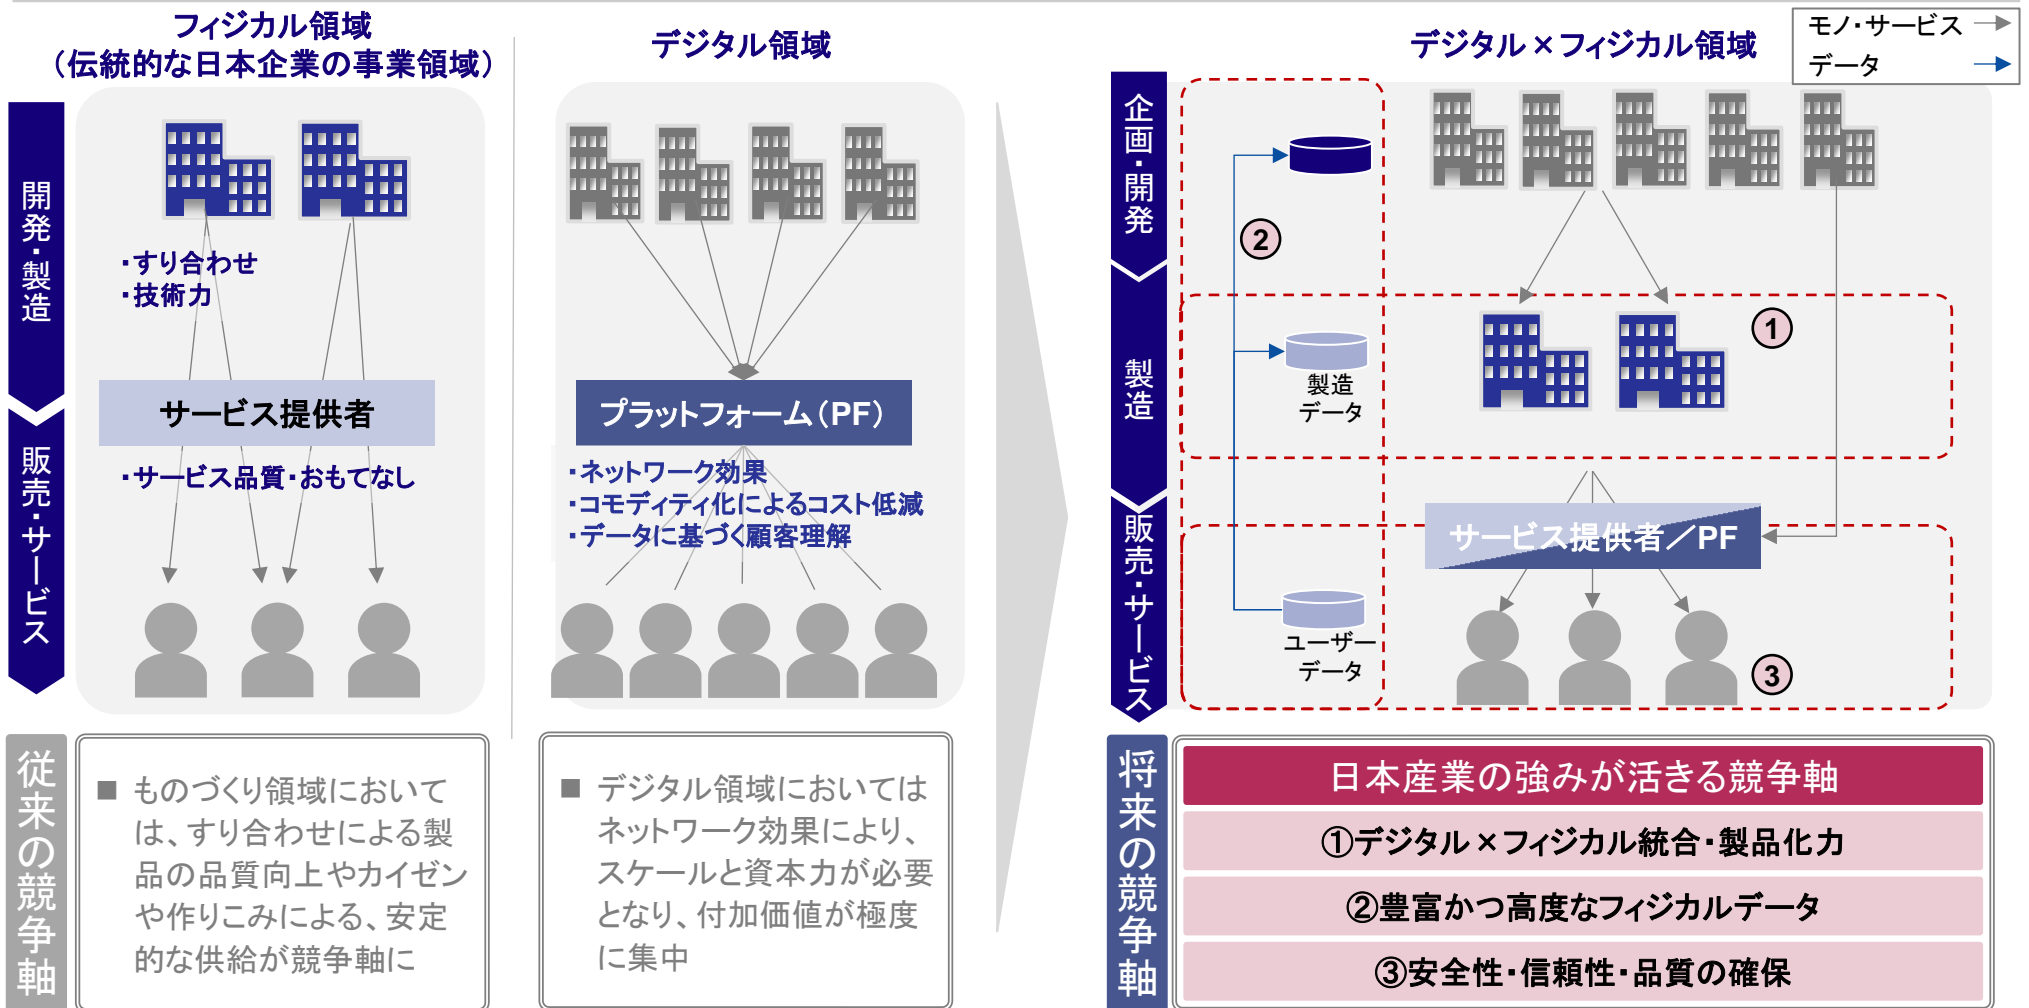 フィジカル領域
（伝統的な日本企業の事業領域）
開発・製造
・すり合わせ
・技術力
サービス提供者
販売・サービス
・サービス品質・おもてなし
従来の競争軸
■ ものづくり領域において
は、すり合わせによる製
品の品質向上やカイゼン
や作りこみによる、安定
的な供給が競争軸に
デジタル領域
プラットフォーム（PF）
・ネットワーク効果
・コモディティ化によるコスト低減
・データに基づく顧客理解
■ デジタル領域においては
ネットワーク効果により、
スケールと資本力が必要
となり、付加価値が極度
に集中
デジタル×フィジカル領域
モノ・サービス
データ
企画・開発
②
製造
製造
データ
①
販売・サービス
サービス提供者／PF
ユーザー
データ
③
将来の競争軸
日本産業の強みが活きる競争軸
①デジタル×フィジカル統合・製品化力
②豊富かつ高度なフィジカルデータ
③安全性・信頼性・品質の確保